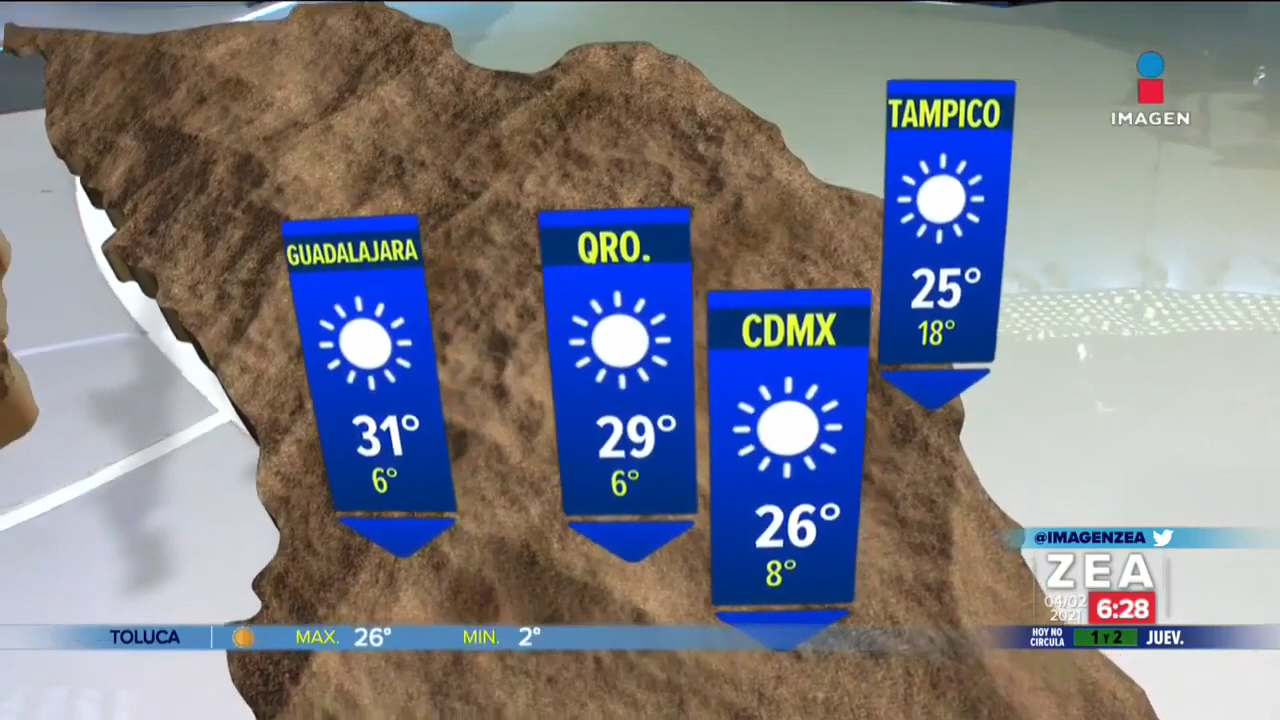 TAMPICO
25°
18°
IMAGEN
GUADALAJARA
31°
6°
QRO.
29°
6°
CDMX
26°
8°
@IMAGENZEA
ZEA
04/02
2021
6:28
TOLUCA MAX. 26° MIN. 2°
HOY NO
CIRCULA
1 Y 2
JUEV.